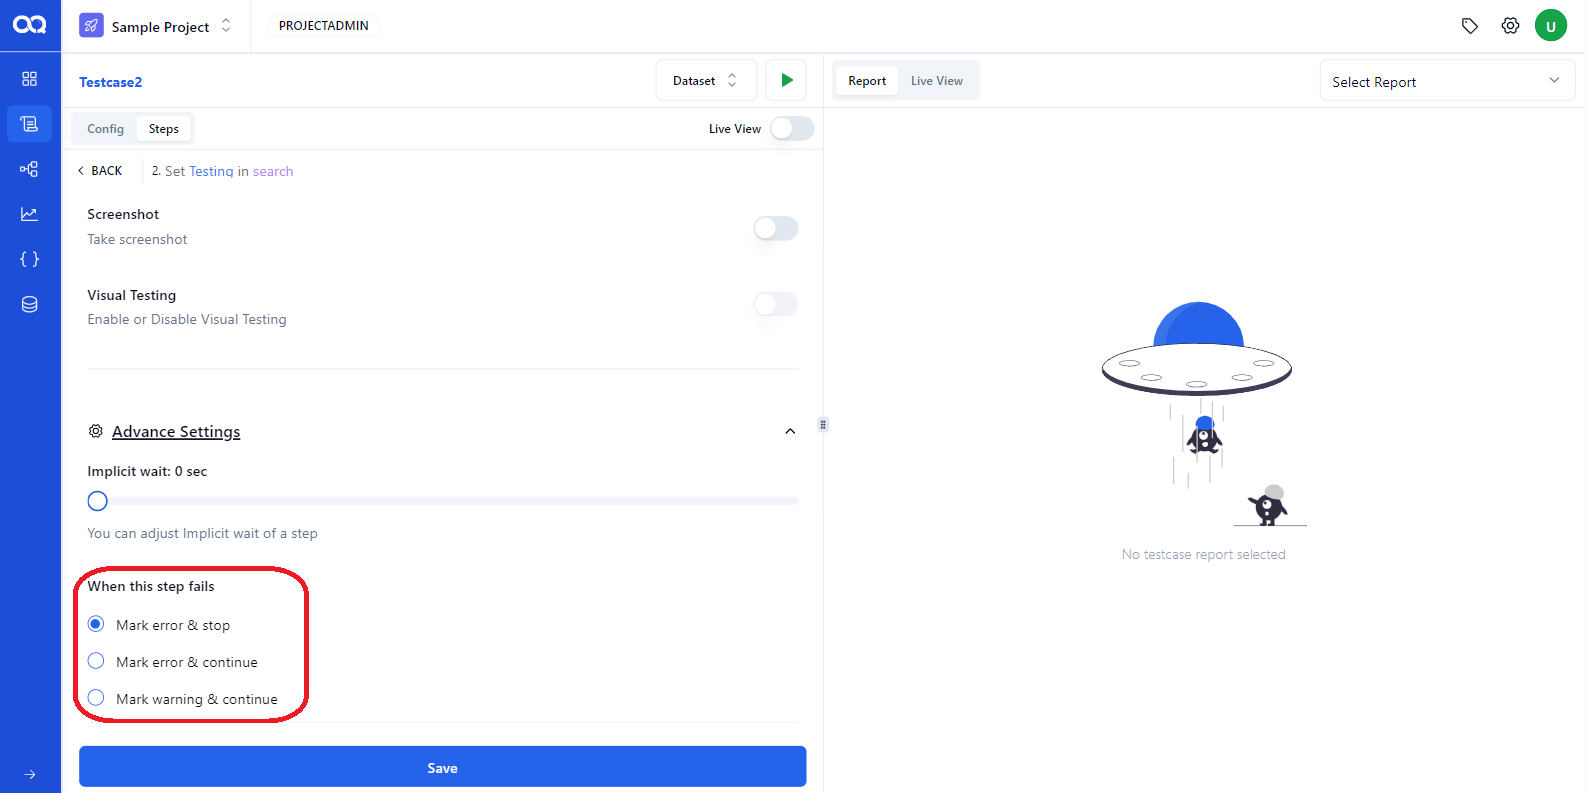 Sample Project
PROJECTADMIN
U
Testcase2
Dataset
Report
Live View
Select Report
Config
Steps
Live View
BACK
2. Set Testing in search
Screenshot
Take screenshot
Visual Testing
Enable or Disable Visual Testing
Advance Settings
Implicit wait: 0 sec
You can adjust Implicit wait of a step
When this step fails
Mark error & stop
Mark error & continue
Mark warning & continue
Save
No testcase report selected